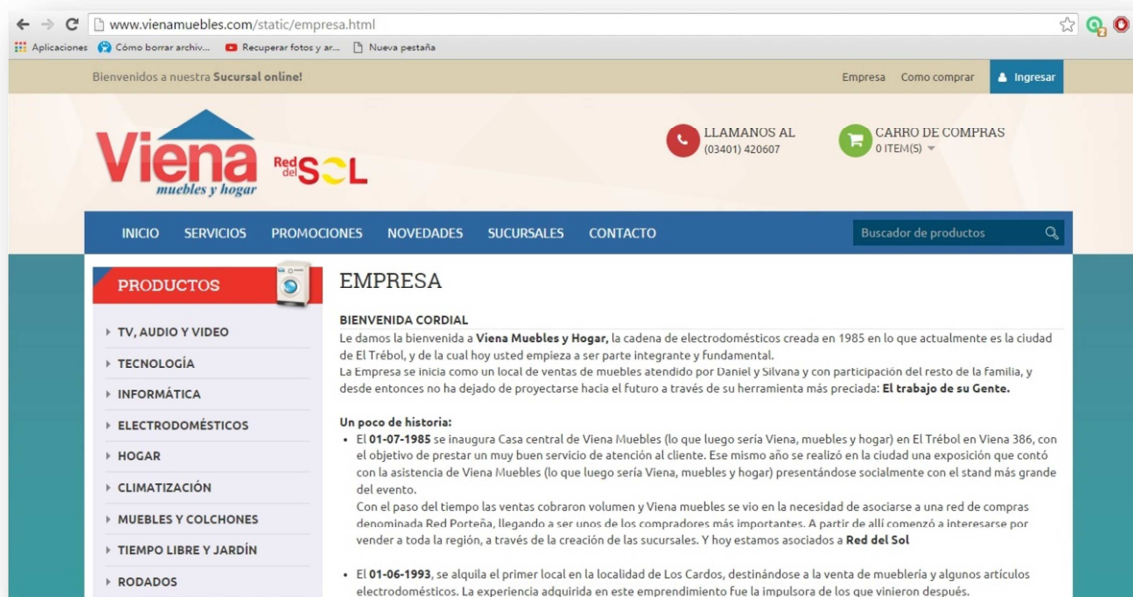 www.vienamuebles.com/static/empresa.html
Aplicaciones Cómo borrar archiv... Recuperar fotos y ar... Nueva pestaña
Bienvenidos a nuestra Sucursal online!
Empresa Como comprar Ingresar
Viena
muebles y hogar
Red del SOL
LLAMANOS AL
(03401) 420607
CARRO DE COMPRAS
0 ITEM(S)
INICIO SERVICIOS PROMOCIONES NOVEDADES SUCURSALES CONTACTO
Buscador de productos
PRODUCTOS
TV, AUDIO Y VIDEO
TECNOLOGÍA
INFORMÁTICA
ELECTRODOMÉSTICOS
HOGAR
CLIMATIZACIÓN
MUEBLES Y COLCHONES
TIEMPO LIBRE Y JARDÍN
RODADOS
EMPRESA
BIENVENIDA CORDIAL
Le damos la bienvenida a Viena Muebles y Hogar, la cadena de electrodomésticos creada en 1985 en lo que actualmente es la ciudad
de El Trébol, y de la cual hoy usted empieza a ser parte integrante y fundamental.
La Empresa se inicia como un local de ventas de muebles atendido por Daniel y Silvana y con participación del resto de la familia, y
desde entonces no ha dejado de proyectarse hacia el futuro a través de su herramienta más preciada: El trabajo de su Gente.
Un poco de historia:
• El 01-07-1985 se inaugura Casa central de Viena Muebles (lo que luego sería Viena, muebles y hogar) en El Trébol en Viena 386, con
el objetivo de prestar un muy buen servicio de atención al cliente. Ese mismo año se realizó en la ciudad una exposición que contó
con la asistencia de Viena Muebles (lo que luego sería Viena, muebles y hogar) presentándose socialmente con el stand más grande
del evento.
Con el paso del tiempo las ventas cobraron volumen y Viena muebles se vio en la necesidad de asociarse a una red de compras
denominada Red Porteña, llegando a ser unos de los compradores más importantes. A partir de allí comenzó a interesarse por
vender a toda la región, a través de la creación de las sucursales. Y hoy estamos asociados a Red del Sol
• El 01-06-1993, se alquila el primer local en la localidad de Los Cardos, destinándose a la venta de mueblería y algunos artículos
electrodomésticos. La experiencia adquirida en este emprendimiento fue la impulsora de los que vinieron después.